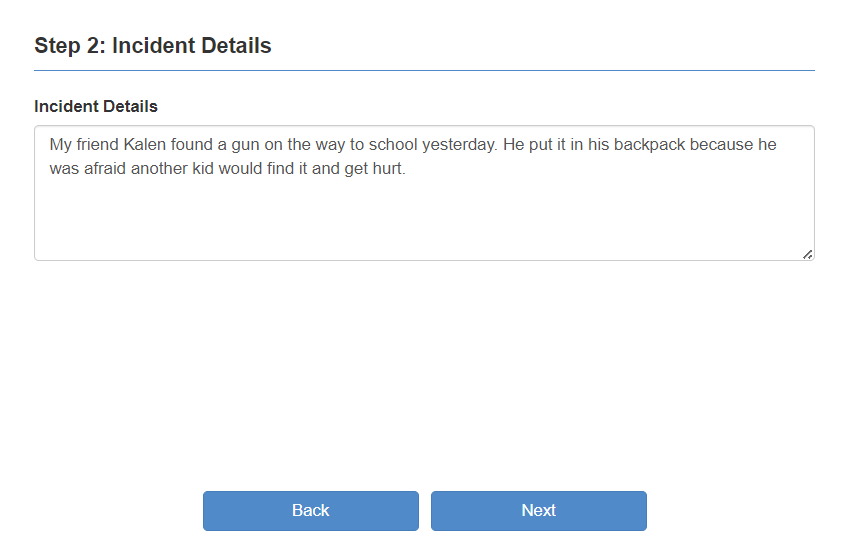 Step 2: Incident Details
Incident Details
My friend Kalen found a gun on the way to school yesterday. He put it in his backpack because he
was afraid another kid would find it and get hurt.
Back
Next